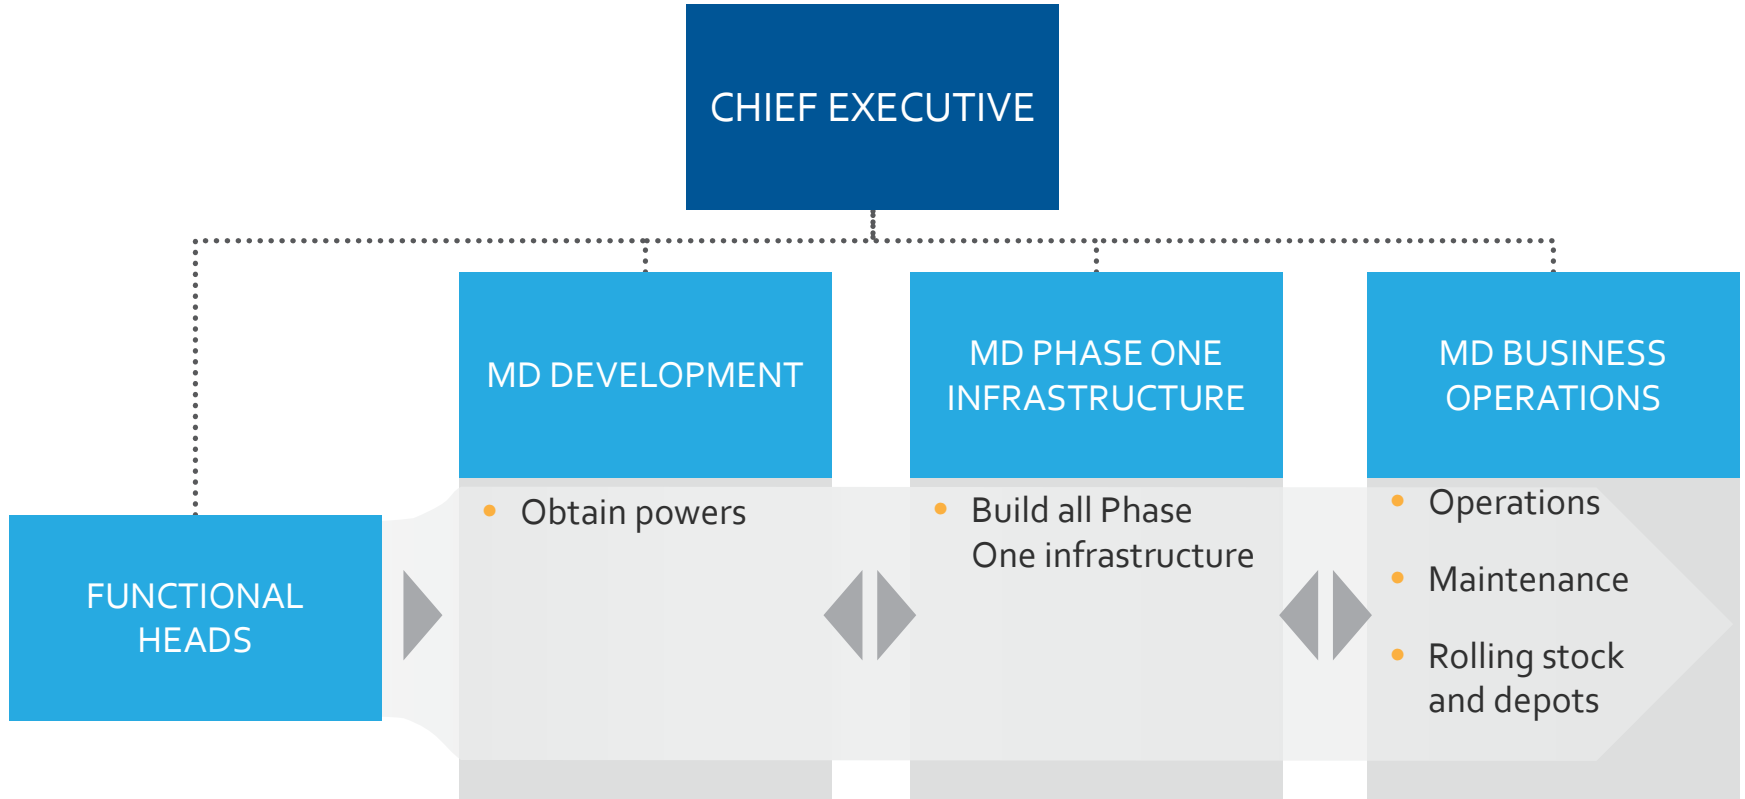 CHIEF EXECUTIVE
MD DEVELOPMENT
MD PHASE ONE
INFRASTRUCTURE
MD BUSINESS
OPERATIONS
FUNCTIONAL
HEADS
• Obtain powers
• Build all Phase
One infrastructure
• Operations
• Maintenance
• Rolling stock
and depots